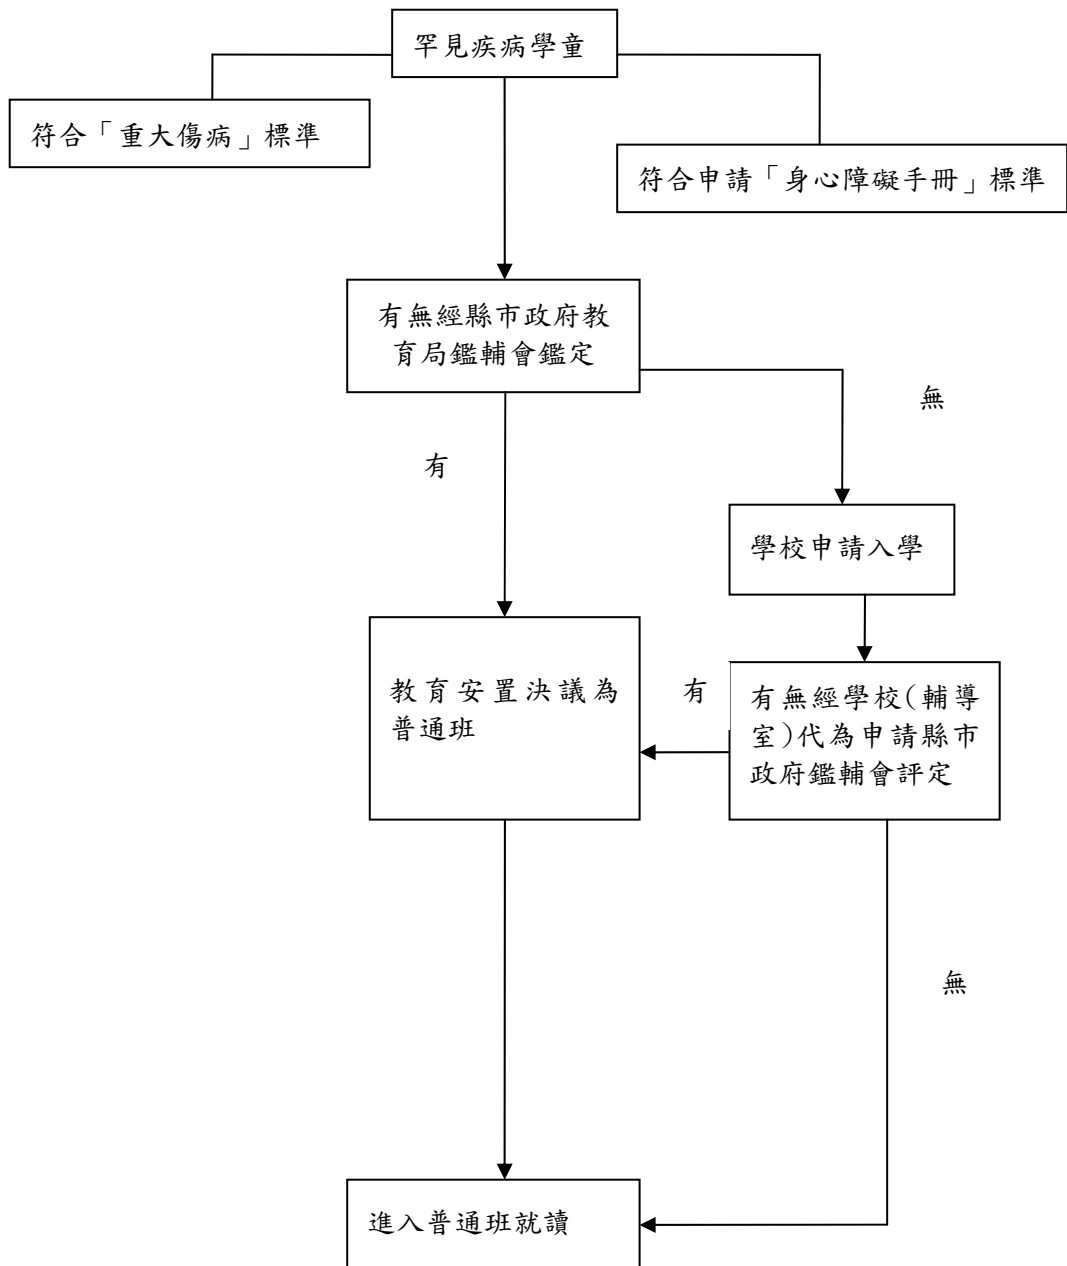 罕見疾病學童
符合「重大傷病」標準
符合申請「身心障礙手冊」標準
有無經縣市政府教
育局鑑輔會鑑定
無
有
學校申請入學
教育安置決議為
普通班
有
有無經學校(輔導
室)代為申請縣市
政府鑑輔會評定
無
進入普通班就讀